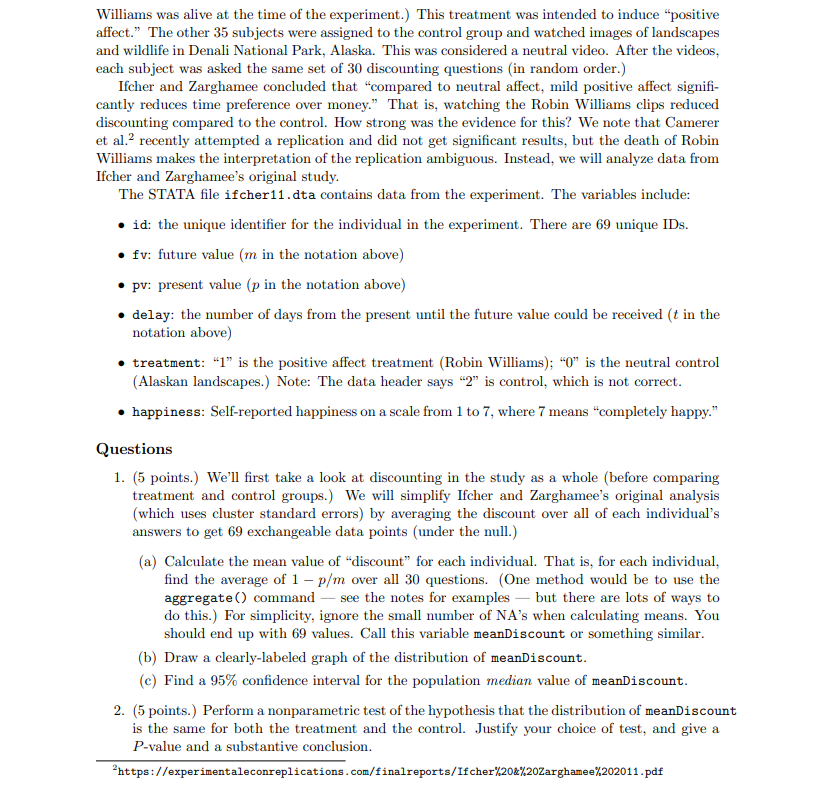 Williams was alive at the time of the experiment.) This treatment was intended to induce “positive
affect.” The other 35 subjects were assigned to the control group and watched images of landscapes
and wildlife in Denali National Park, Alaska. This was considered a neutral video. After the videos,
each subject was asked the same set of 30 discounting questions (in random order.)
Ifcher and Zarghamee concluded that “compared to neutral affect, mild positive affect signifi-
cantly reduces time preference over money.” That is, watching the Robin Williams clips reduced
discounting compared to the control. How strong was the evidence for this? We note that Camerer
et al.² recently attempted a replication and did not get significant results, but the death of Robin
Williams makes the interpretation of the replication ambiguous. Instead, we will analyze data from
Ifcher and Zarghamee’s original study.
The STATA file ifcher11.dta contains data from the experiment. The variables include:
• id: the unique identifier for the individual in the experiment. There are 69 unique IDs.
• fv: future value (m in the notation above)
• pv: present value (p in the notation above)
• delay: the number of days from the present until the future value could be received (t in the
notation above)
• treatment: “1” is the positive affect treatment (Robin Williams); “0” is the neutral control
(Alaskan landscapes.) Note: The data header says “2” is control, which is not correct.
• happiness: Self-reported happiness on a scale from 1 to 7, where 7 means “completely happy.”
Questions
1. (5 points.) We’ll first take a look at discounting in the study as a whole (before comparing
treatment and control groups.) We will simplify Ifcher and Zarghamee’s original analysis
(which uses cluster standard errors) by averaging the discount over all of each individual’s
answers to get 69 exchangeable data points (under the null.)
(a) Calculate the mean value of “discount” for each individual. That is, for each individual,
find the average of 1 − p/m over all 30 questions. (One method would be to use the
aggregate() command — see the notes for examples — but there are lots of ways to
do this.) For simplicity, ignore the small number of NA’s when calculating means. You
should end up with 69 values. Call this variable meanDiscount or something similar.
(b) Draw a clearly-labeled graph of the distribution of meanDiscount.
(c) Find a 95% confidence interval for the population median value of meanDiscount.
2. (5 points.) Perform a nonparametric test of the hypothesis that the distribution of meanDiscount
is the same for both the treatment and the control. Justify your choice of test, and give a
P-value and a substantive conclusion.
²https://experimentaleconreplications.com/finalreports/Ifcher%20&%20Zarghamee%202011.pdf